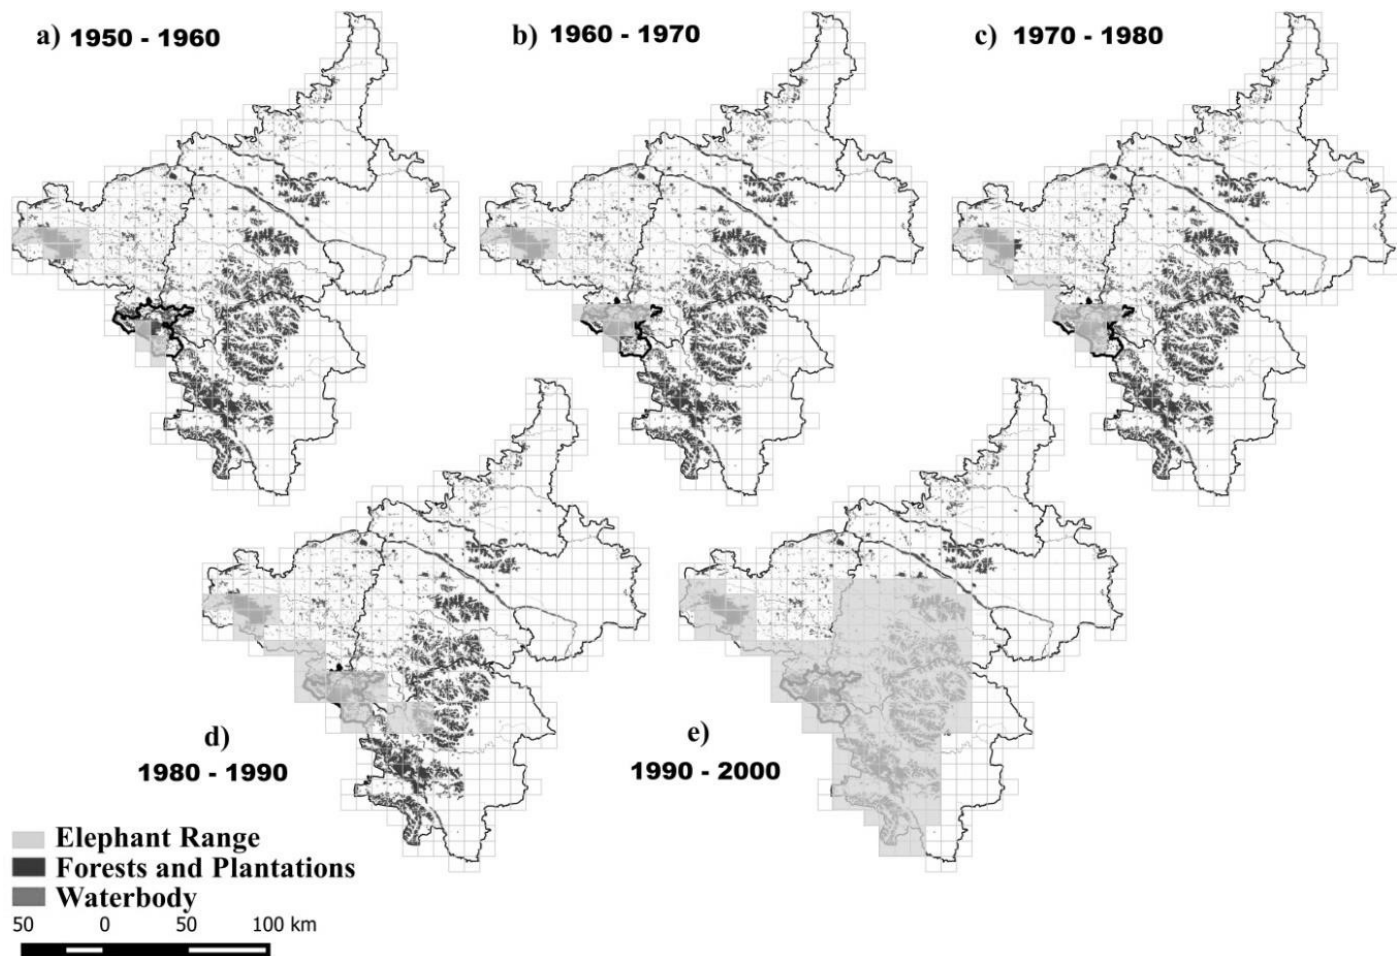 a) 1950 - 1960
b) 1960 - 1970
c) 1970 - 1980
d)
1980 - 1990
e)
1990 - 2000
Elephant Range
Forests and Plantations
Waterbody
50 0 50 100 km